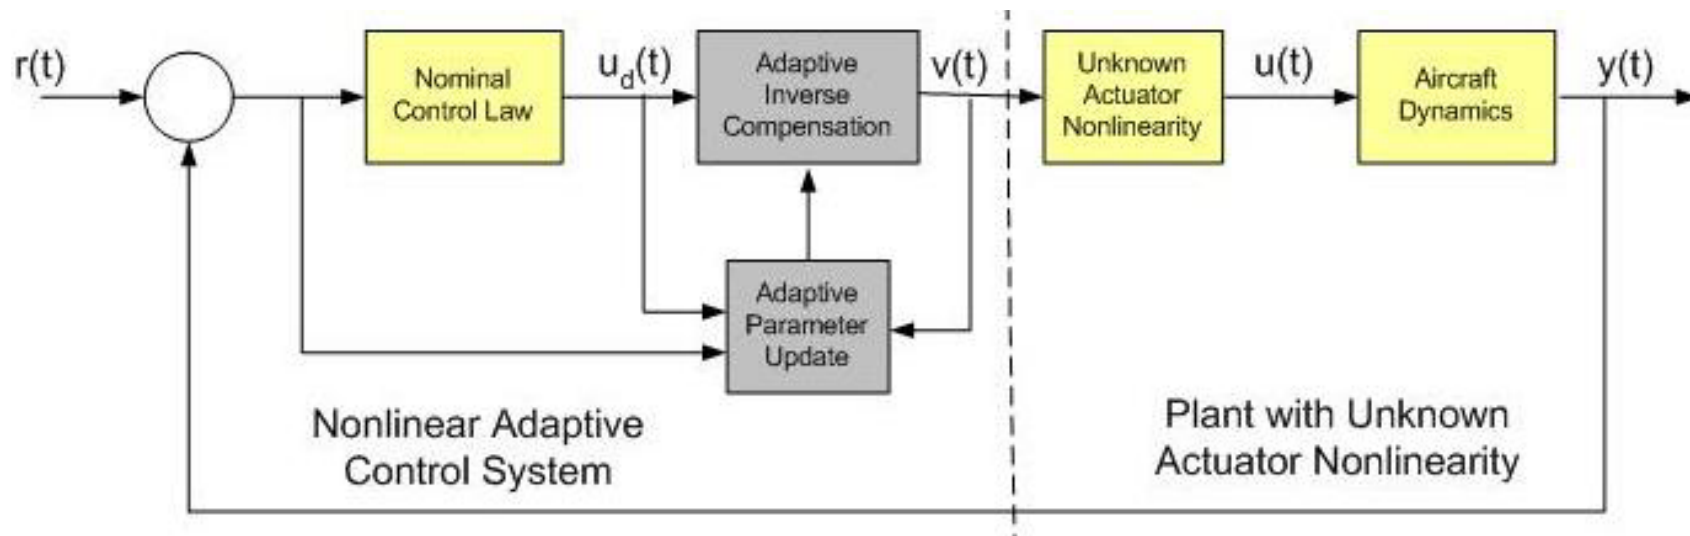 r(t)
Nominal
Control Law
u_d(t)
Adaptive
Inverse
Compensation
v(t)
Unknown
Actuator
Nonlinearity
u(t)
Aircraft
Dynamics
y(t)
Adaptive
Parameter
Update
Nonlinear Adaptive
Control System
Plant with Unknown
Actuator Nonlinearity